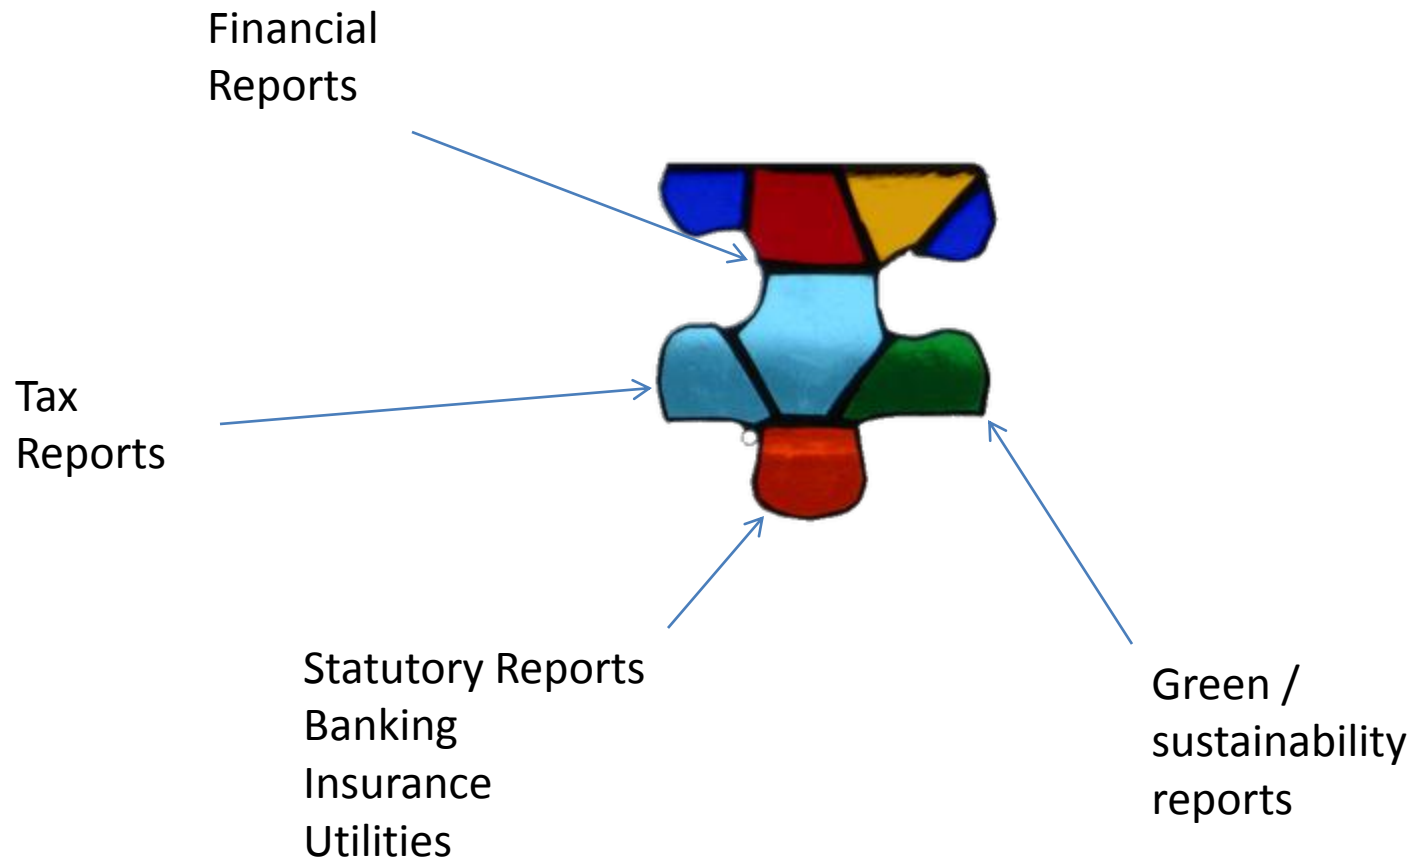 Financial
Reports
Tax
Reports
Statutory Reports
Banking
Insurance
Utilities
Green /
sustainability
reports